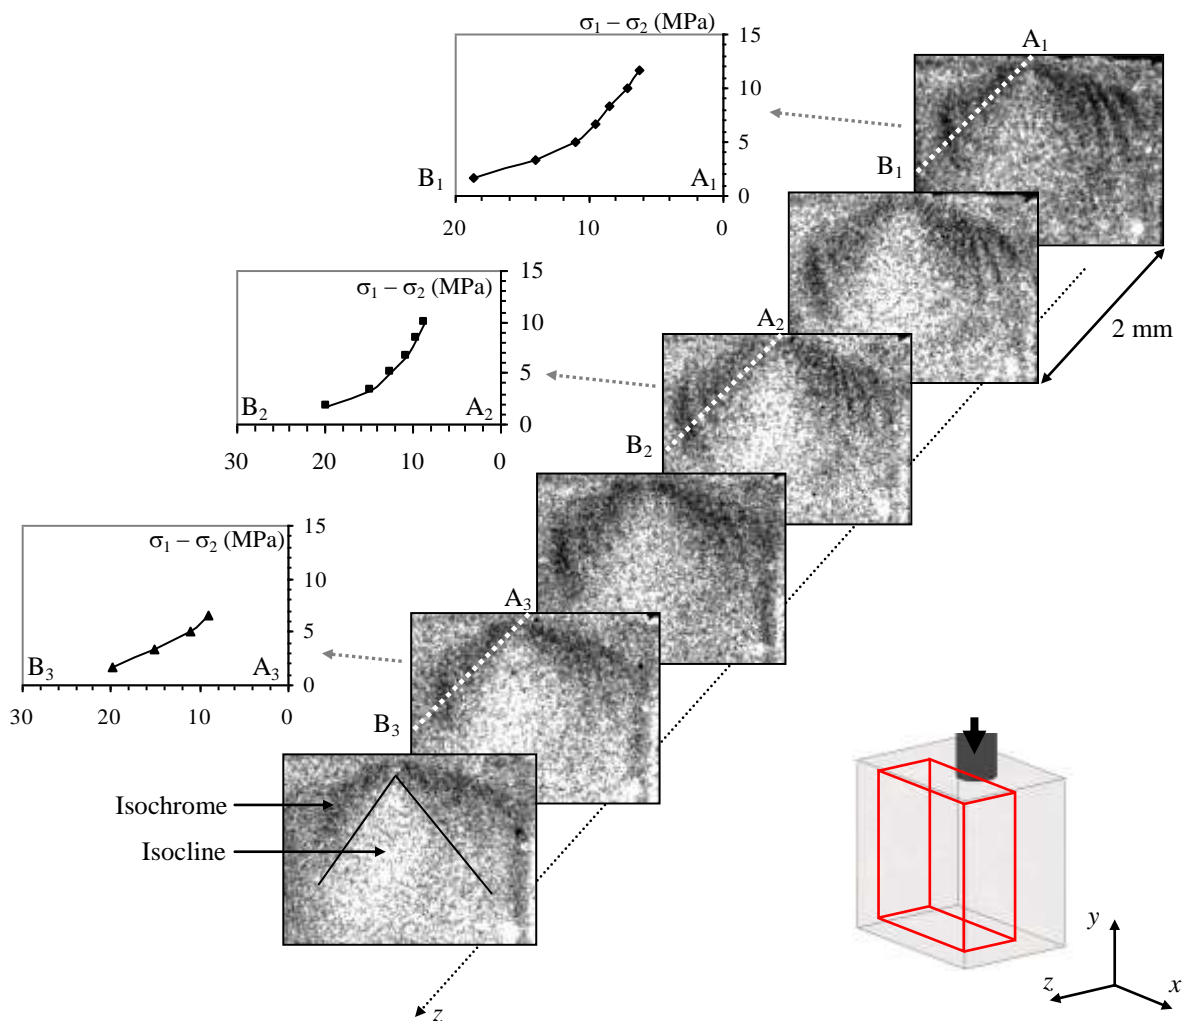 σ₁ – σ₂ (MPa)
15
10
5
0
B₁
A₁
20
10
0
A₁
B₁
σ₁ – σ₂ (MPa)
15
10
5
0
B₂
A₂
30
20
10
0
A₂
B₂
2 mm
σ₁ – σ₂ (MPa)
15
10
5
0
B₃
A₃
30
20
10
0
A₃
B₃
Isochrome
Isocline
z
y
z
x